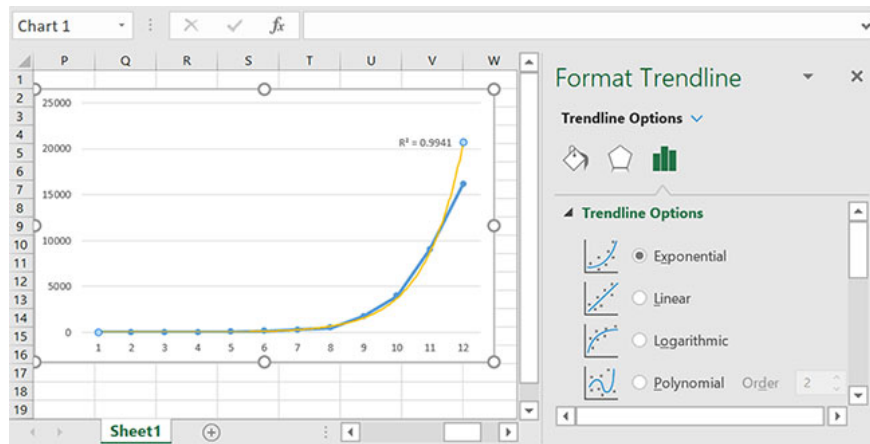 Chart 1
fx
P Q R S T U V W
1
2
3
4
5
6
7
8
9
10
11
12
13
14
15
16
17
18
19
25000
20000
15000
10000
5000
0
R² = 0.9941
1 2 3 4 5 6 7 8 9 10 11 12
Sheet1
Format Trendline
Trendline Options
Trendline Options
Exponential
Linear
Logarithmic
Polynomial Order 2